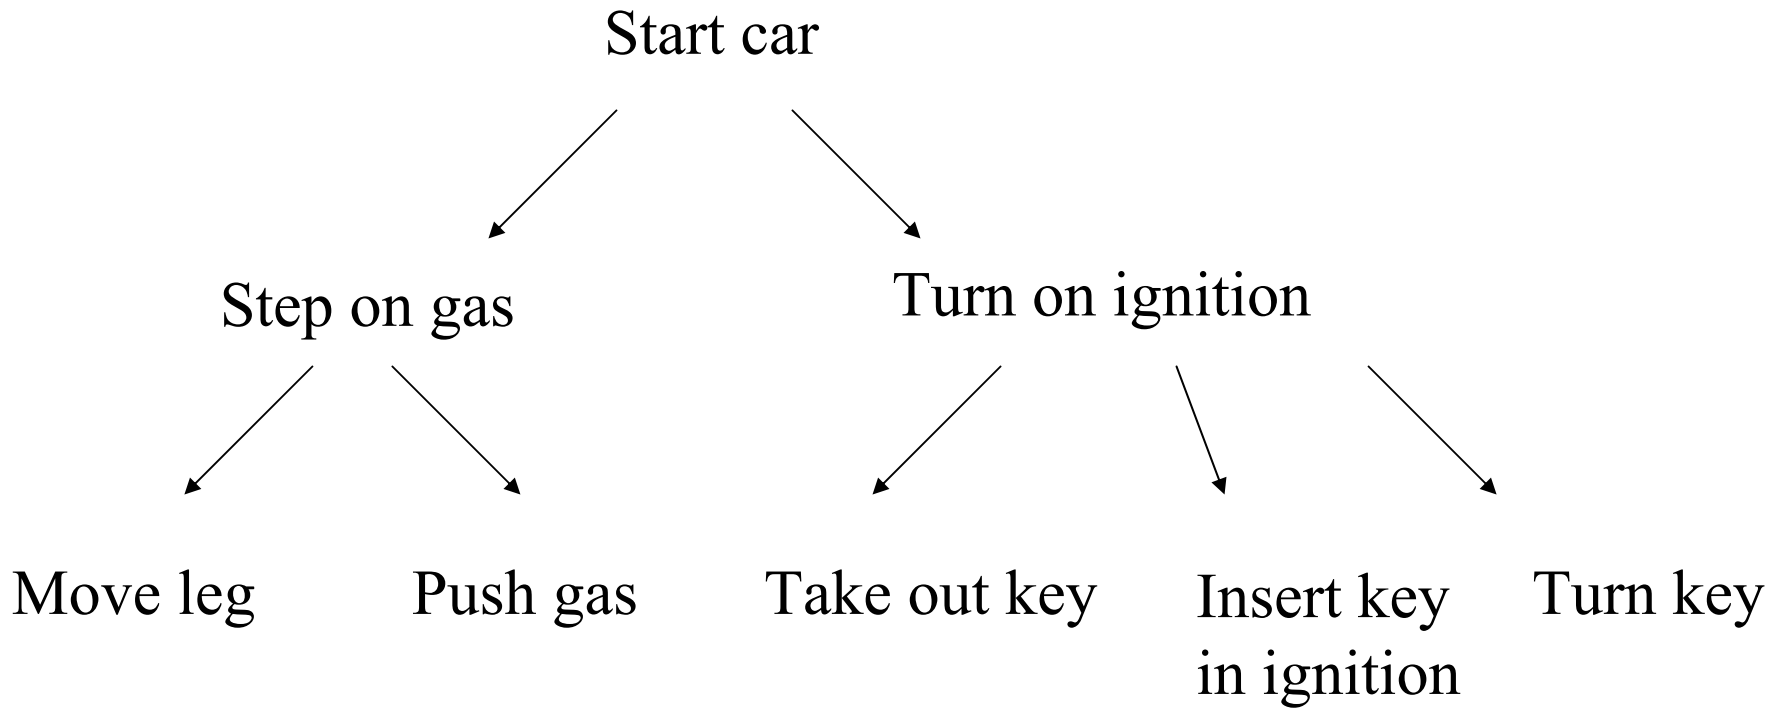 Start car
Step on gas
Turn on ignition
Move leg
Push gas
Take out key
Insert key
in ignition
Turn key